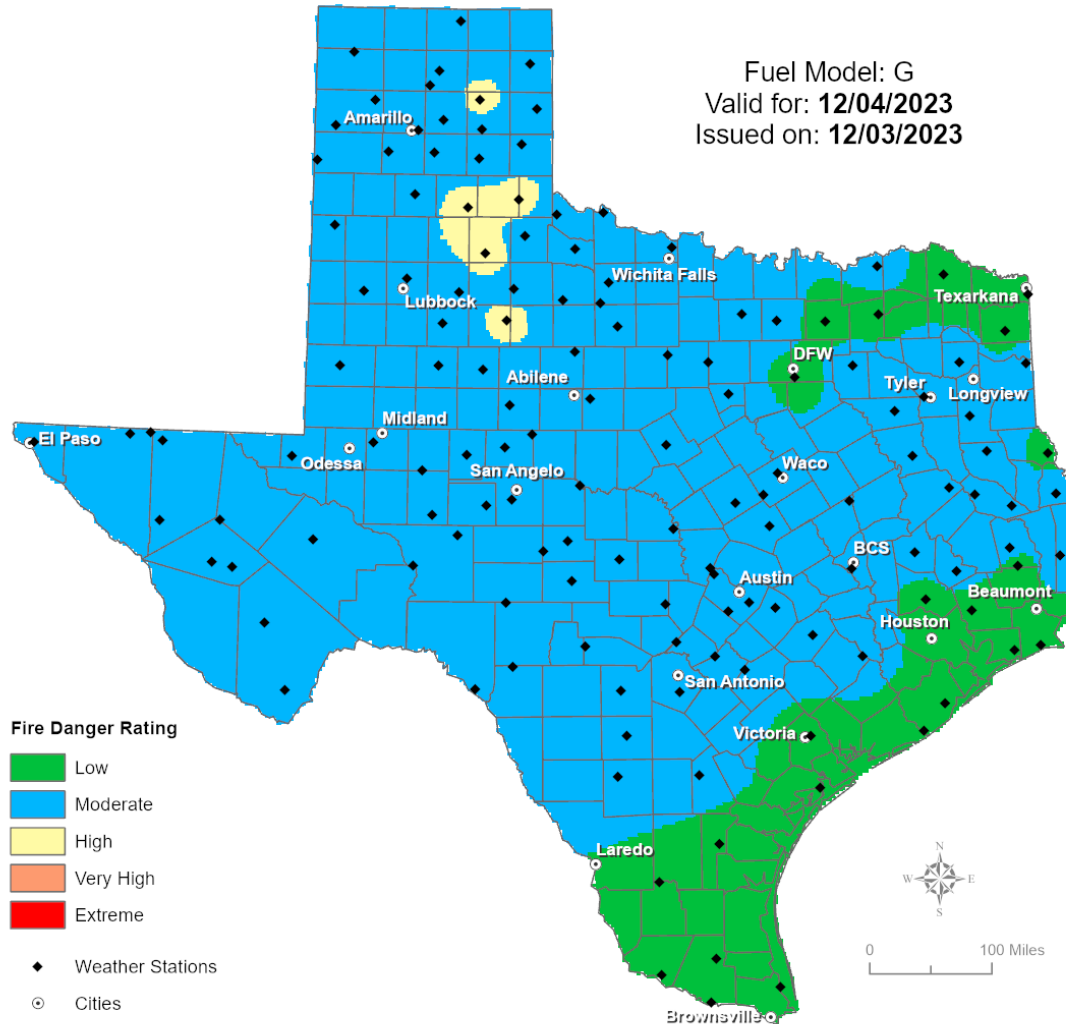 Fuel Model: G
Valid for: 12/04/2023
Issued on: 12/03/2023
Amarillo
Wichita Falls
Lubbock
Texarkana
DFW
Abilene
Tyler
Longview
Midland
El Paso
Odessa
San Angelo
Waco
BCS
Austin
Beaumont
Houston
San Antonio
Victoria
Laredo
Brownsville
Fire Danger Rating
Low
Moderate
High
Very High
Extreme
Weather Stations
Cities
N
W E
S
0 100 Miles